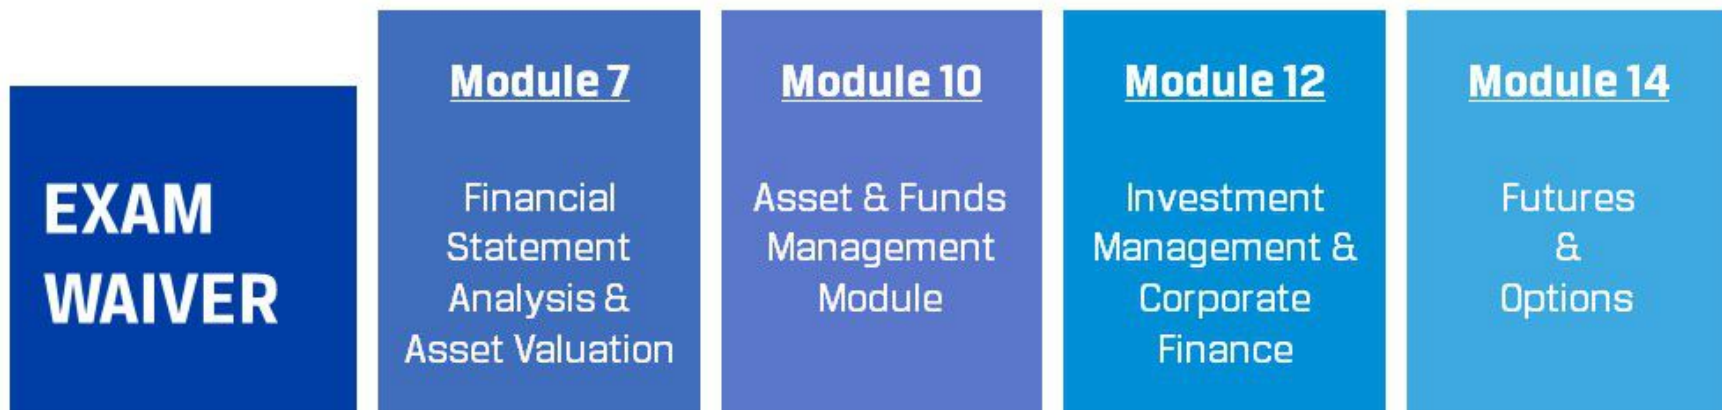 EXAM
WAIVER
Module 7
Financial
Statement
Analysis &
Asset Valuation
Module 10
Asset & Funds
Management
Module
Module 12
Investment
Management &
Corporate
Finance
Module 14
Futures
&
Options